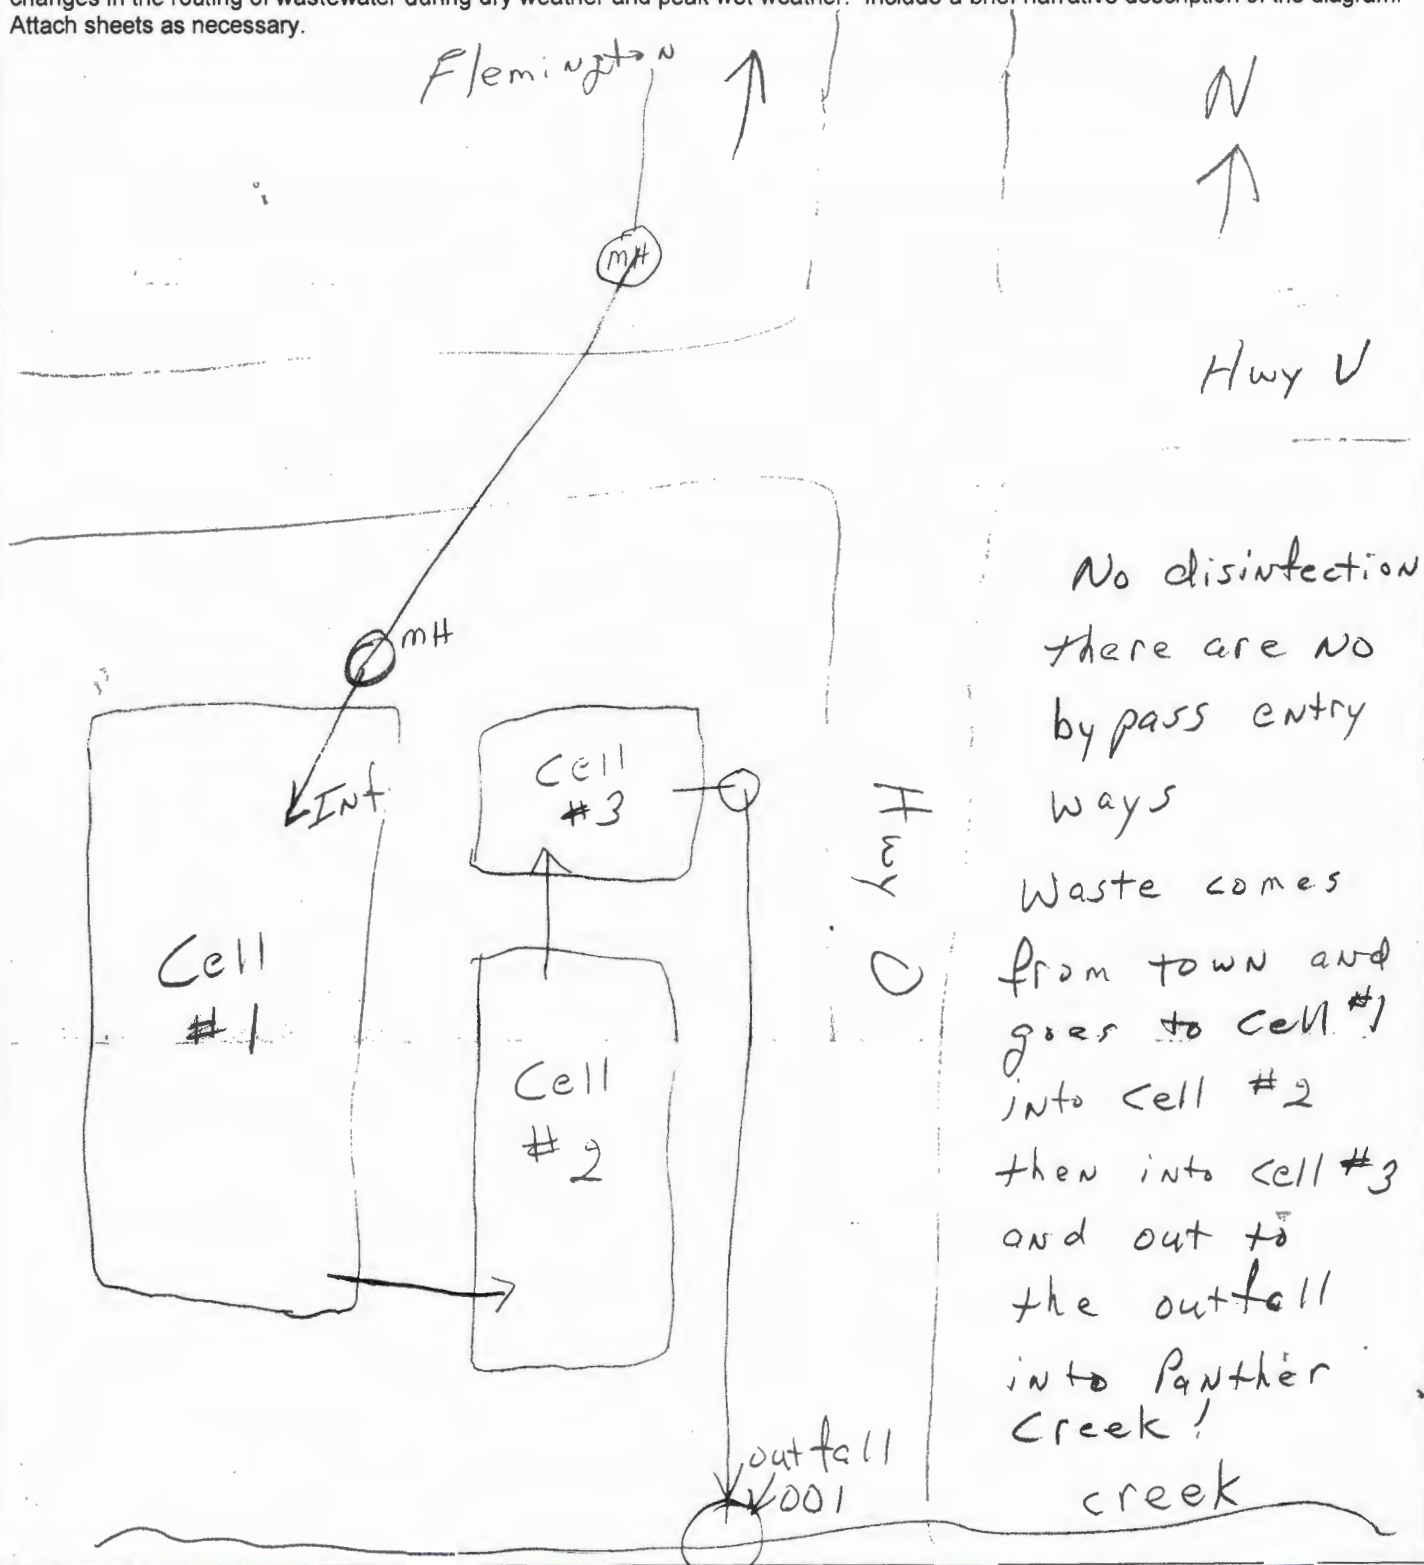 changes in the routing of wastewater during dry weather and peak wet weather. Include a brief narrative description of the diagram.
Attach sheets as necessary.
Flemington
N
MH
Hwy V
MH
Inf
Cell
#3
Cell
#1
Cell
#2
Hwy O
No disinfection
there are No
bypass entry
ways
Waste comes
from town and
goes to Cell #1
into Cell #2
then into Cell #3
and out to
the outfall
into Panther
Creek!
creek
outfall
001